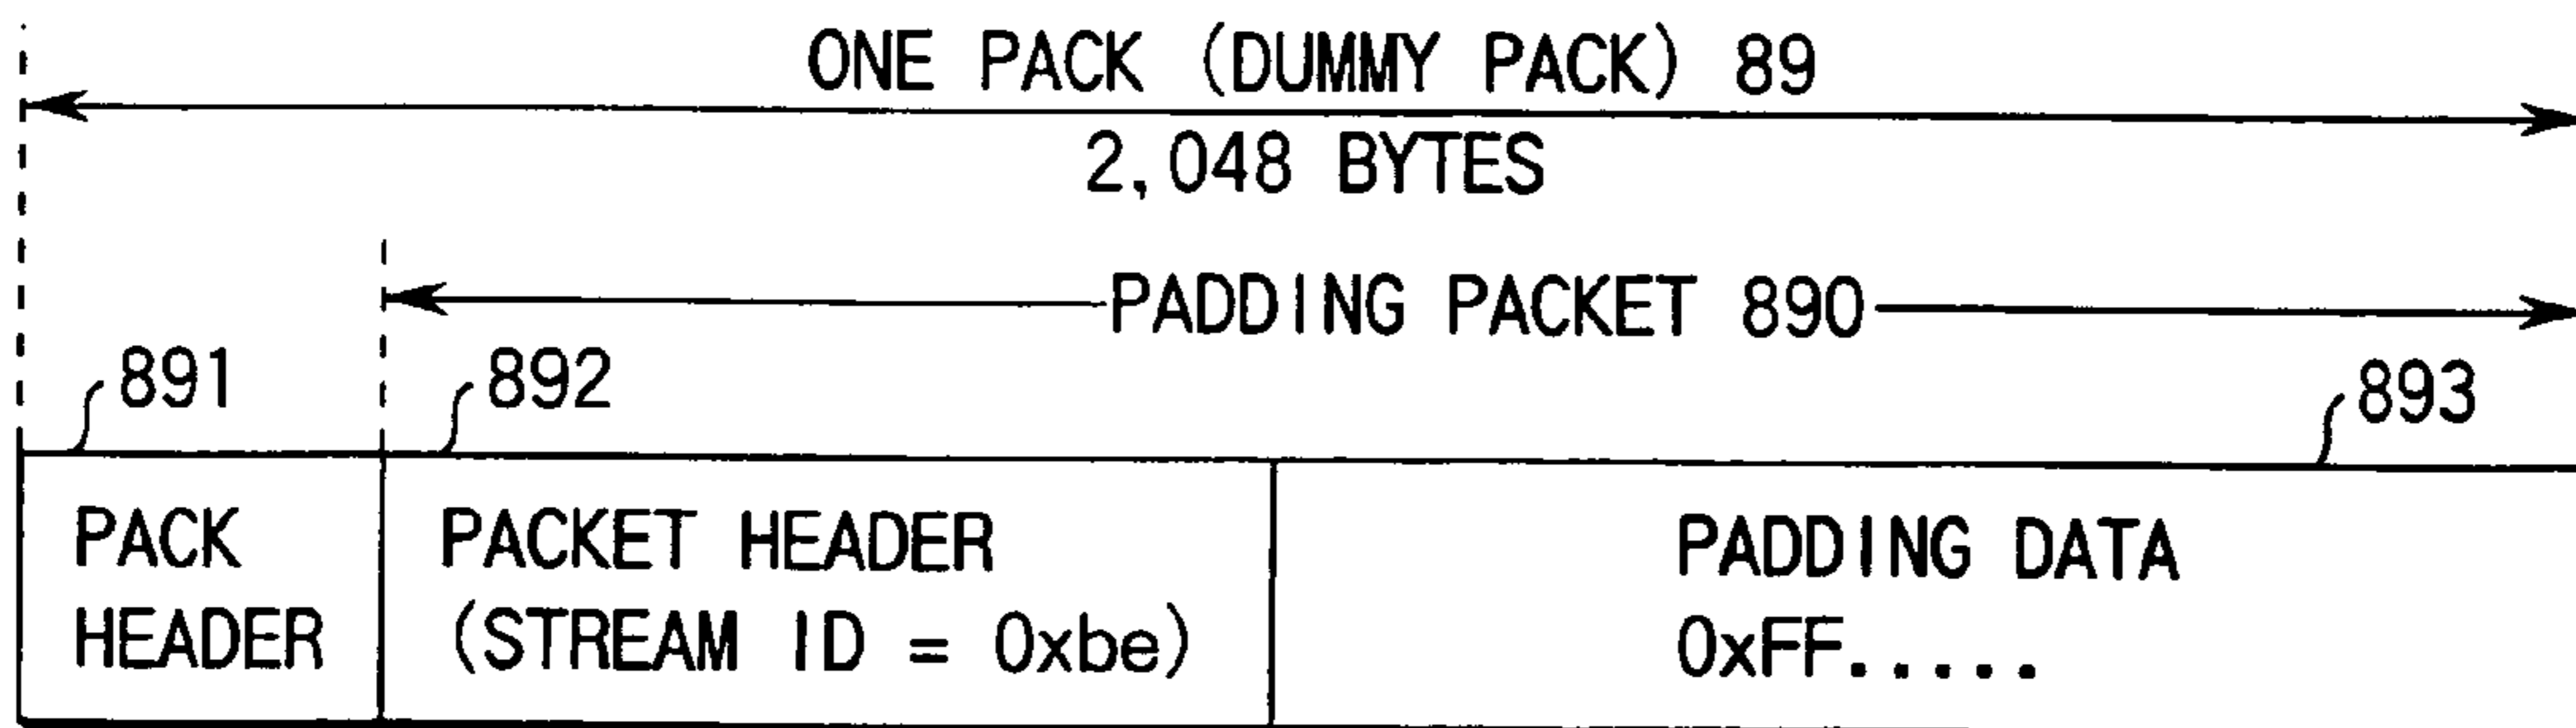 ONE PACK (DUMMY PACK) 89
2,048 BYTES
PADDING PACKET 890
891
892
893
PACK
HEADER
PACKET HEADER
(STREAM ID = 0xbe)
PADDING DATA
0xFF.....